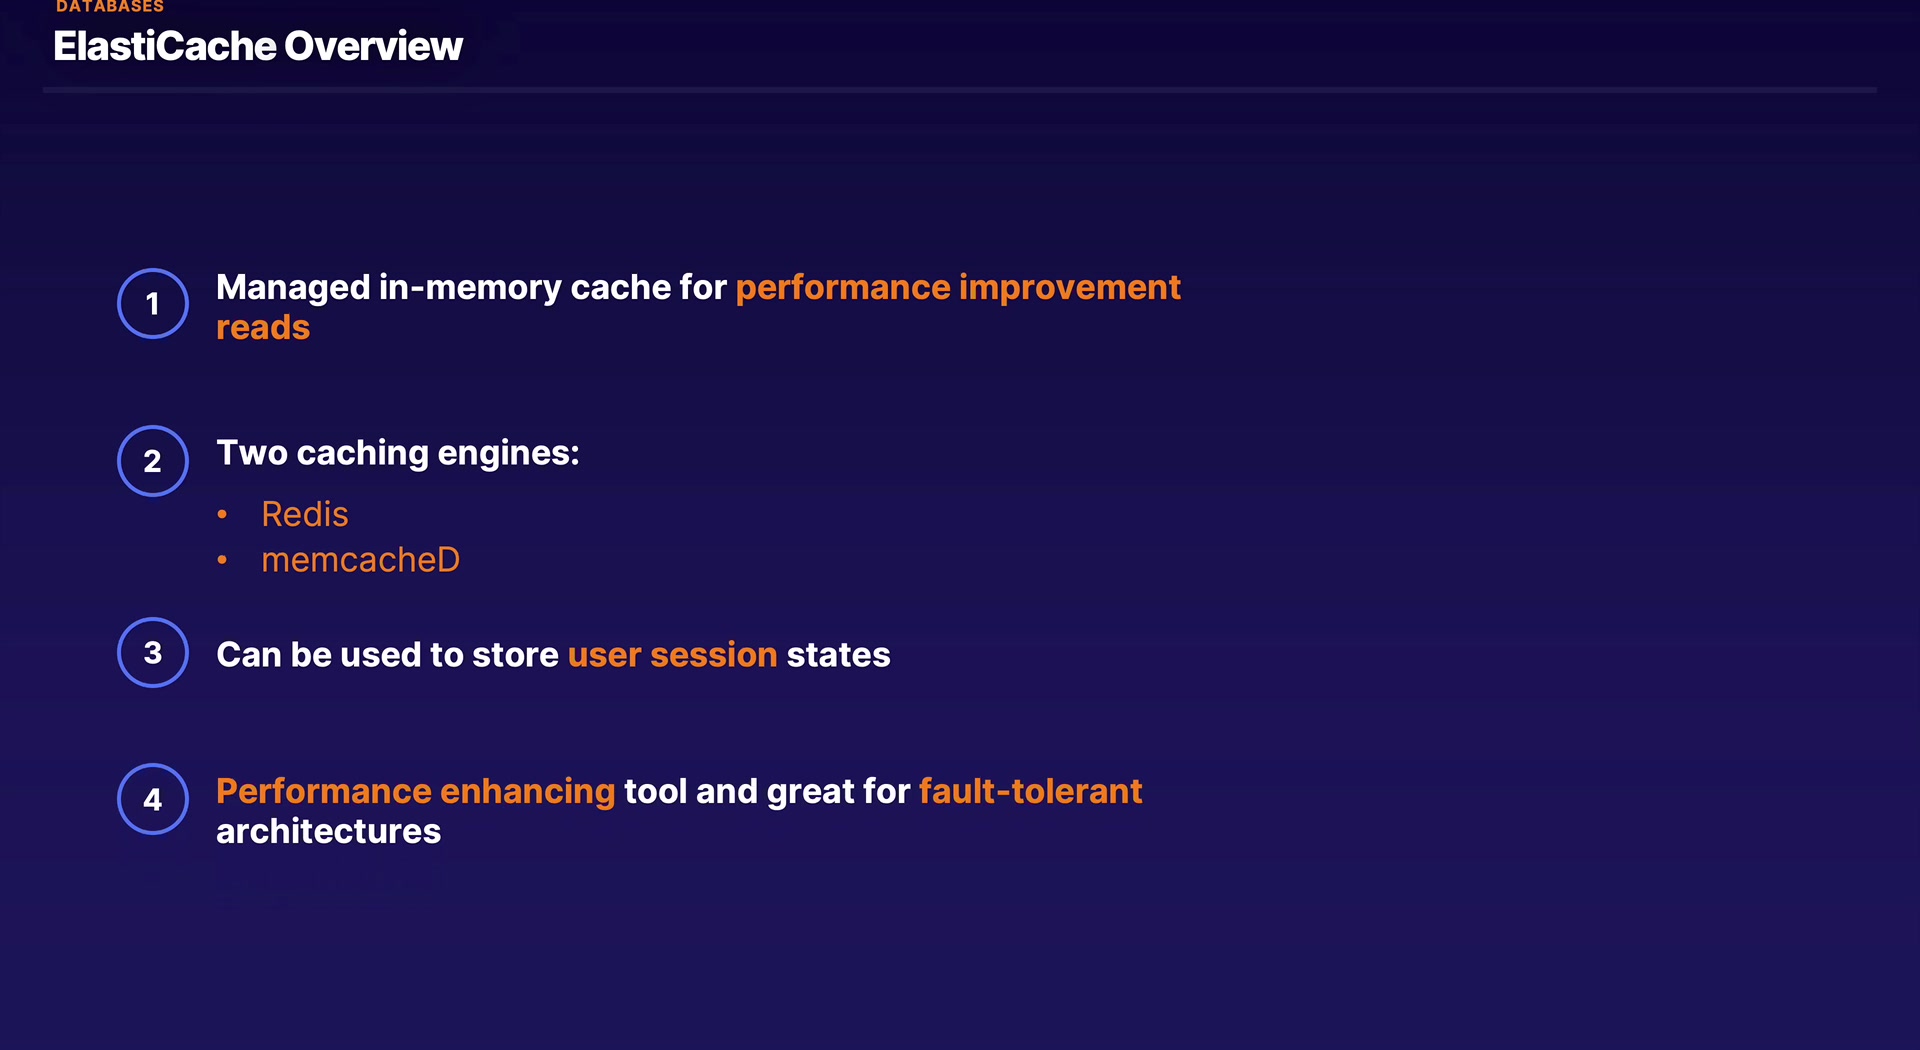 DATABASES
ElastiCache Overview
1
Managed in-memory cache for performance improvement
reads
2
Two caching engines:
• Redis
• memcacheD
3
Can be used to store user session states
4
Performance enhancing tool and great for fault-tolerant
architectures